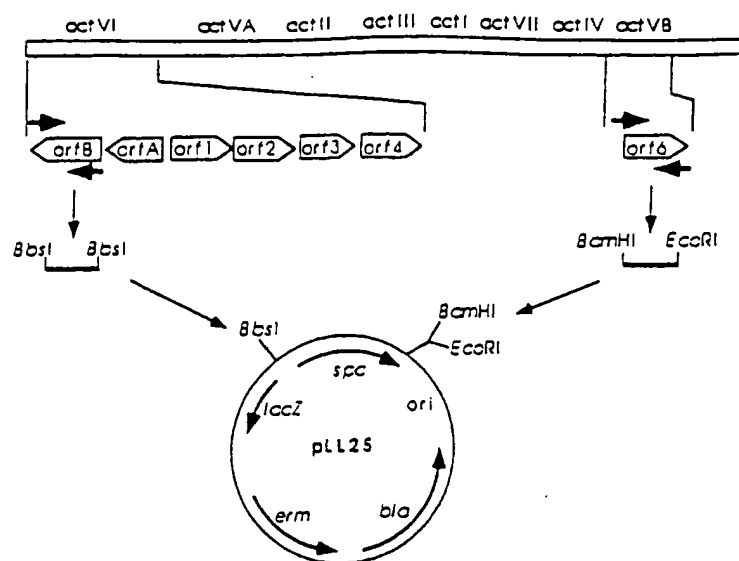 actVI actVA actII actIII actI actVII actIV actVB
orfB orfA orf1 orf2 orf3 orf4 orf6
BbsI BbsI BamHI EcoRI
BbsI BamHI
EcoRI
spc
lacZ ori
pLL25
erm bla